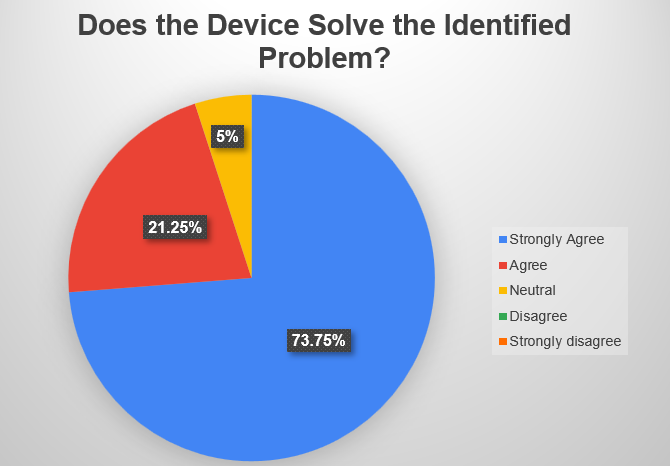 Does the Device Solve the Identified
Problem?
5%
21.25%
73.75%
Strongly Agree
Agree
Neutral
Disagree
Strongly disagree